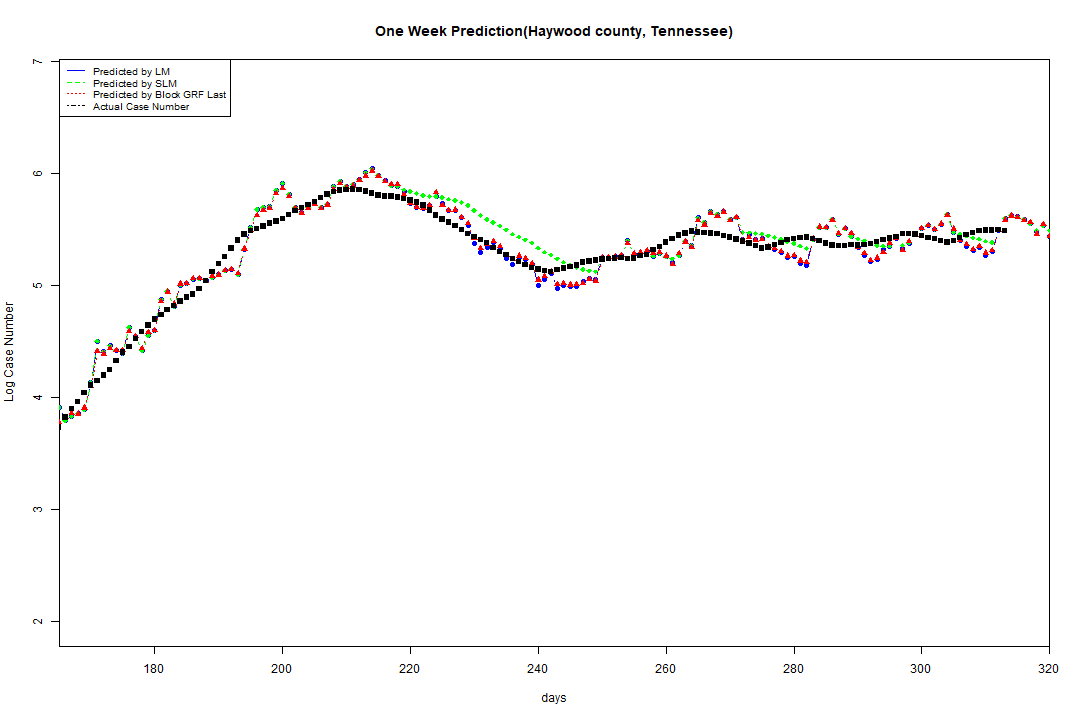 One Week Prediction(Haywood county, Tennessee)
7
6
5
4
3
2
Log Case Number
Predicted by LM
Predicted by SLM
Predicted by Block GRF Last
Actual Case Number
180 200 220 240 260 280 300 320
days